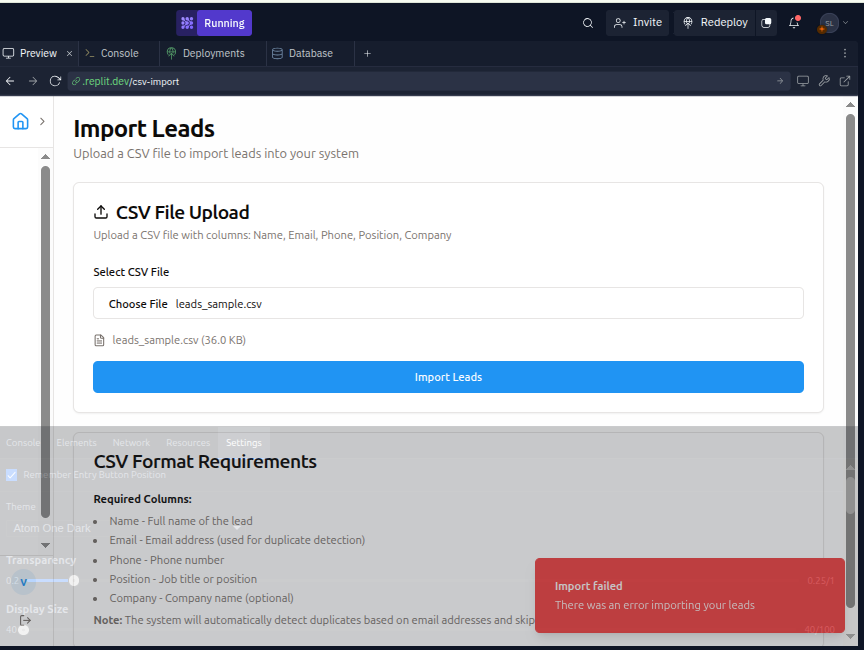 Running
Invite
Redeploy
SL
Preview
Console
Deployments
Database
.replit.dev/csv-import
Import Leads
Upload a CSV file to import leads into your system
CSV File Upload
Upload a CSV file with columns: Name, Email, Phone, Position, Company
Select CSV File
Choose File leads_sample.csv
leads_sample.csv (36.0 KB)
Import Leads
Console Elements Network Resources Settings
CSV Format Requirements
Remember Entry Button Position
Required Columns:
Theme
Name - Full name of the lead
Atom One Dark
Email - Email address (used for duplicate detection)
Transparency
Phone - Phone number
Position - Job title or position
V
0.25/1
Company - Company name (optional)
Display Size
Note: The system will automatically detect duplicates based on email addresses and skip
40
40/100
Import failed
There was an error importing your leads